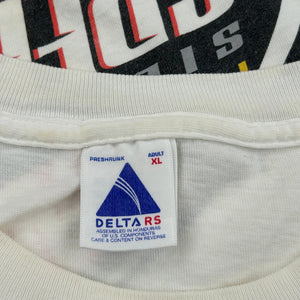 PRESHRUNK ADULT
XL
DELTA RS
ASSEMBLED IN HONDURAS
OF U.S. COMPONENTS
CARE & CONTENT ON REVERSE